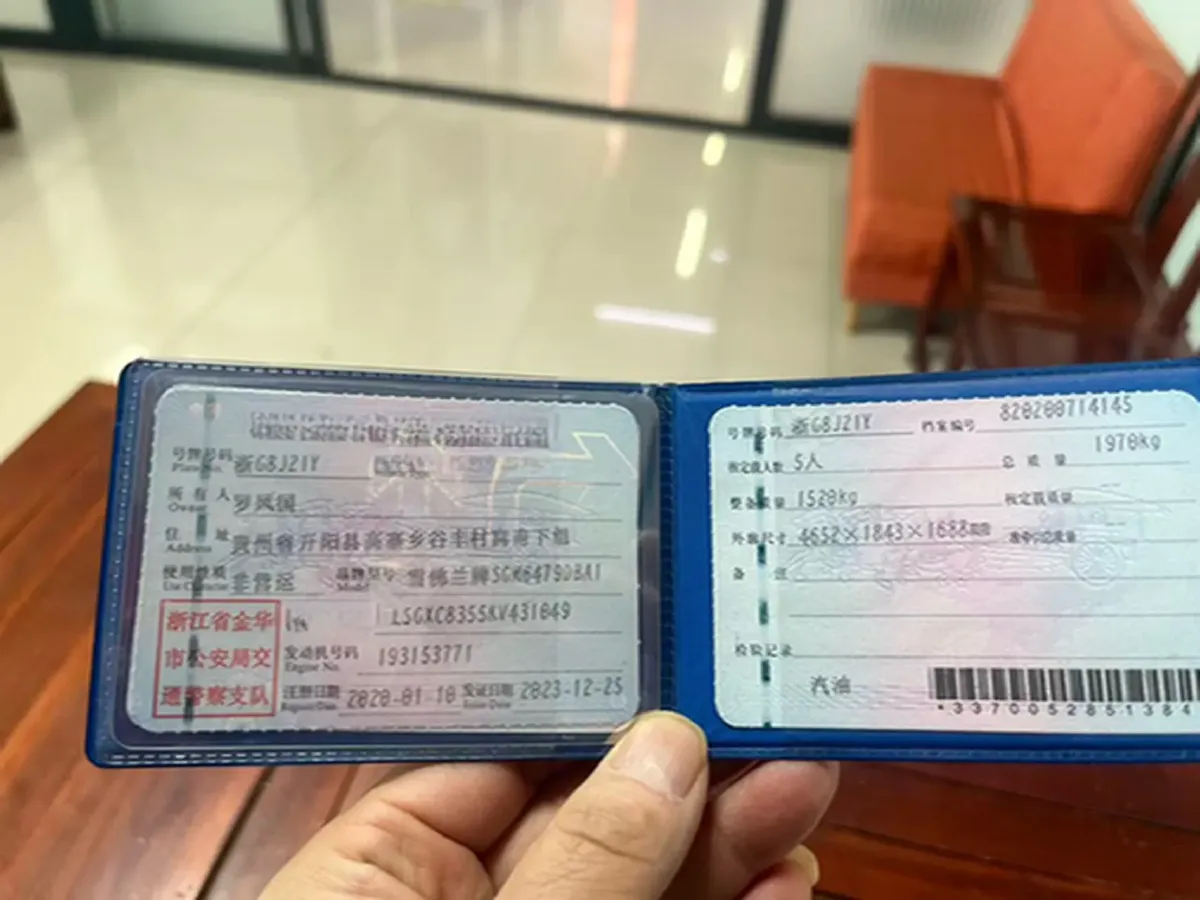 号牌号码 浙G8J21Y
Plate No.
所有人 罗凤国
Owner
住址 贵州省开阳县高寨乡谷丰村窝南下组
Address
使用性质 非营运 品牌型号 雪佛兰牌SGM6479DBA1
Use Character Model
浙江省金华
市公安局交
通警察支队
LSGXC8355KV431049
发动机号码 193153771
Engine No.
注册日期 2020-01-10 发证日期 2023-12-25
Register Date Issue Date
号牌号码 浙G8J21Y 档案编号 820200714145
核定载人数 5人 总质量 1970kg
整备质量 1520kg 核定载质量
外廓尺寸 4652×1843×1688mm 准牵引总质量
备注
检验记录
汽油
*3370052851384